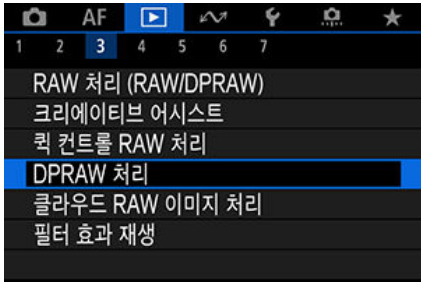 AF
1 2 3 4 5 6 7
RAW 처리 (RAW/DPRAW)
크리에이티브 어시스트
퀵 컨트롤 RAW 처리
DPRAW 처리
클라우드 RAW 이미지 처리
필터 효과 재생